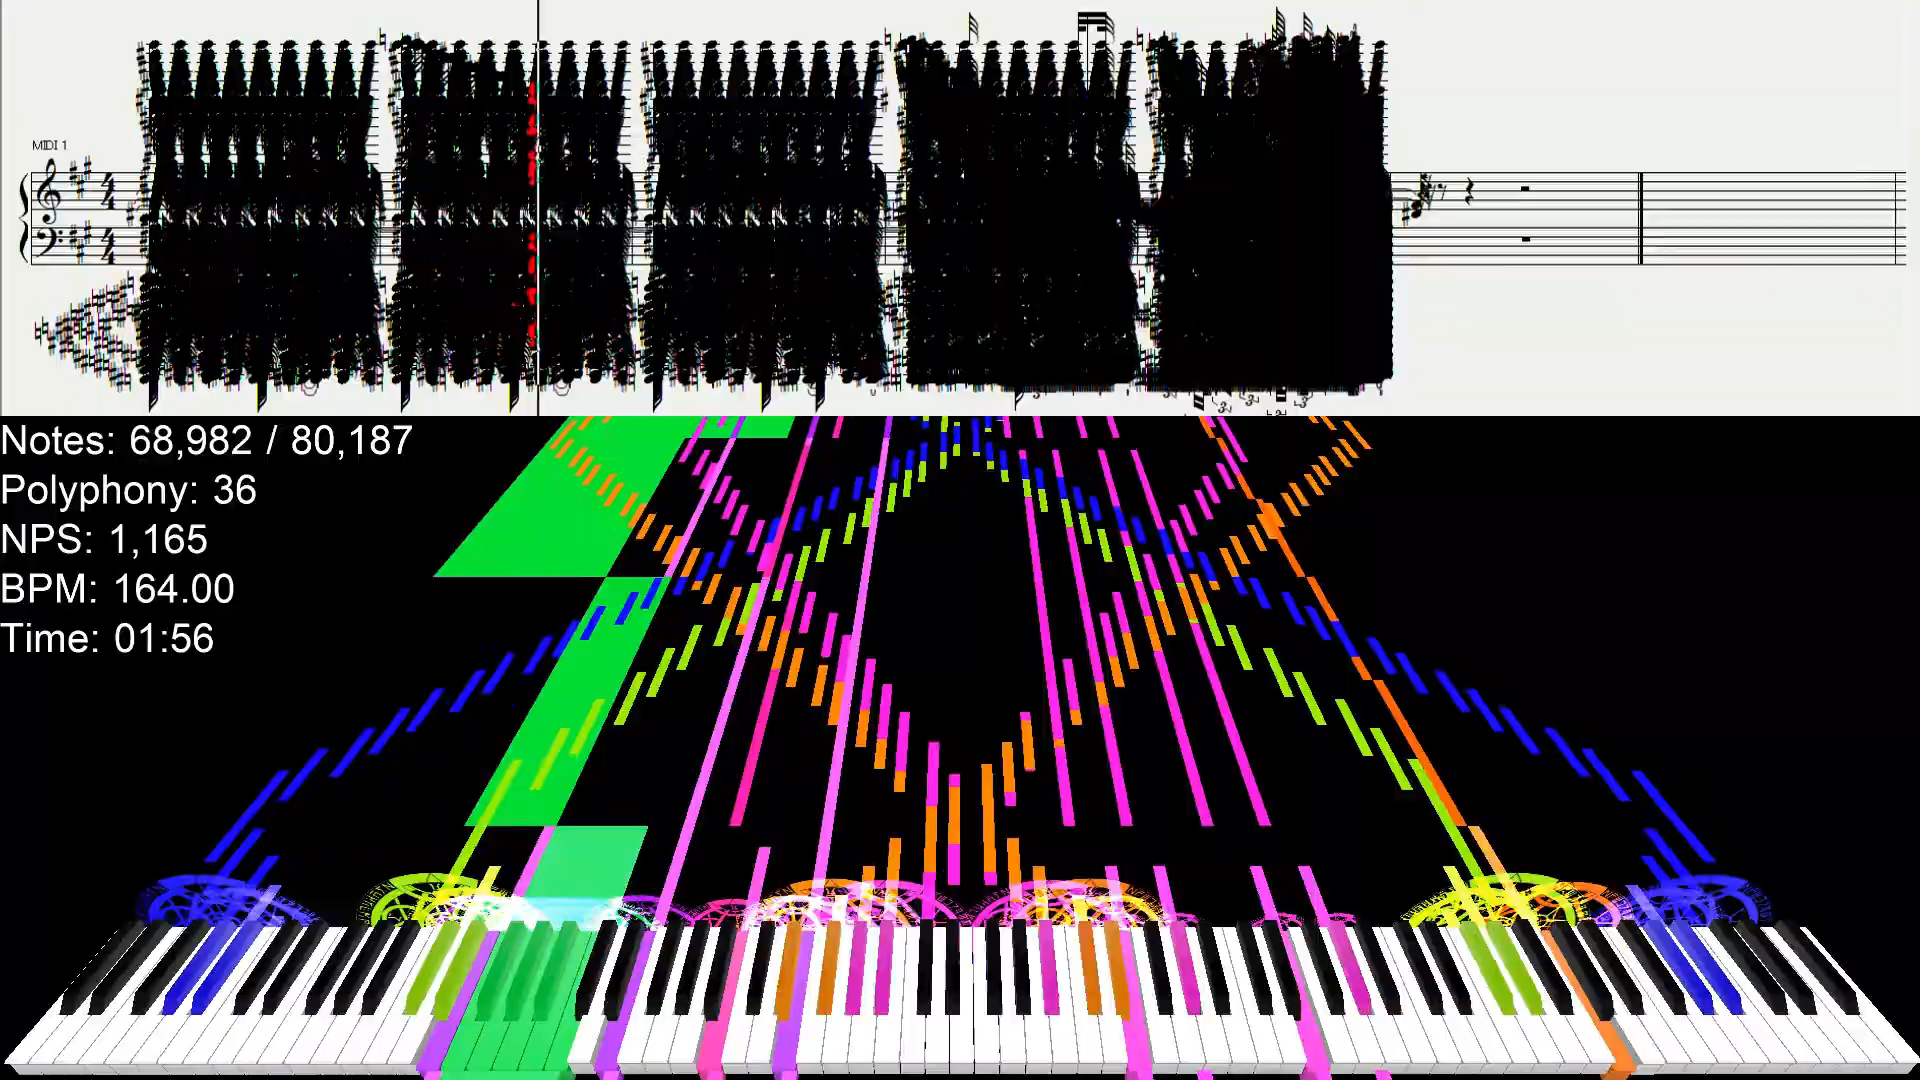 MIDI 1
Notes: 68,982 / 80,187
Polyphony: 36
NPS: 1,165
BPM: 164.00
Time: 01:56